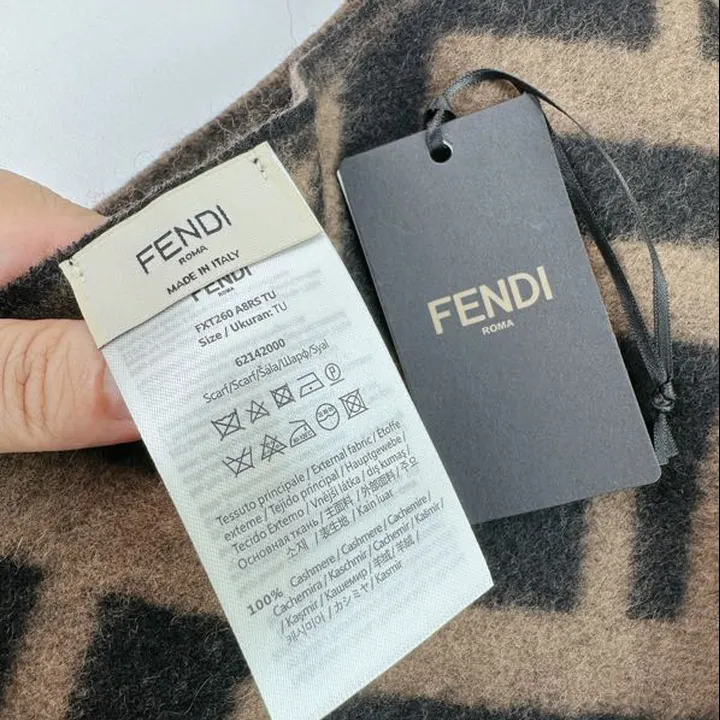 FENDI
ROMA
MADE IN ITALY
FENDI
ROMA
FXT260 A8RS TU
Size / Ukuran: TU
62142000
Scarf/Scarf/Šála/Шарф/Syal
Tessuto principale / External fabric / Étoffe
externe / Tejido principal / Hauptgewebe /
Tecido Externo / Vnější látka / dış kumaş /
Основная ткань / 主面料 / 外部面料 / 주요
소재 / 表生地 / Kain luar
100% Cashmere / Cashmere / Cachemire /
Cachemira / Kaschmir / Cachemir / Kašmír /
/ Kaşmir / Кашемир / 羊绒 / 羊絨 /
캐시미어 / カシミヤ / Kasmir
FENDI
ROMA